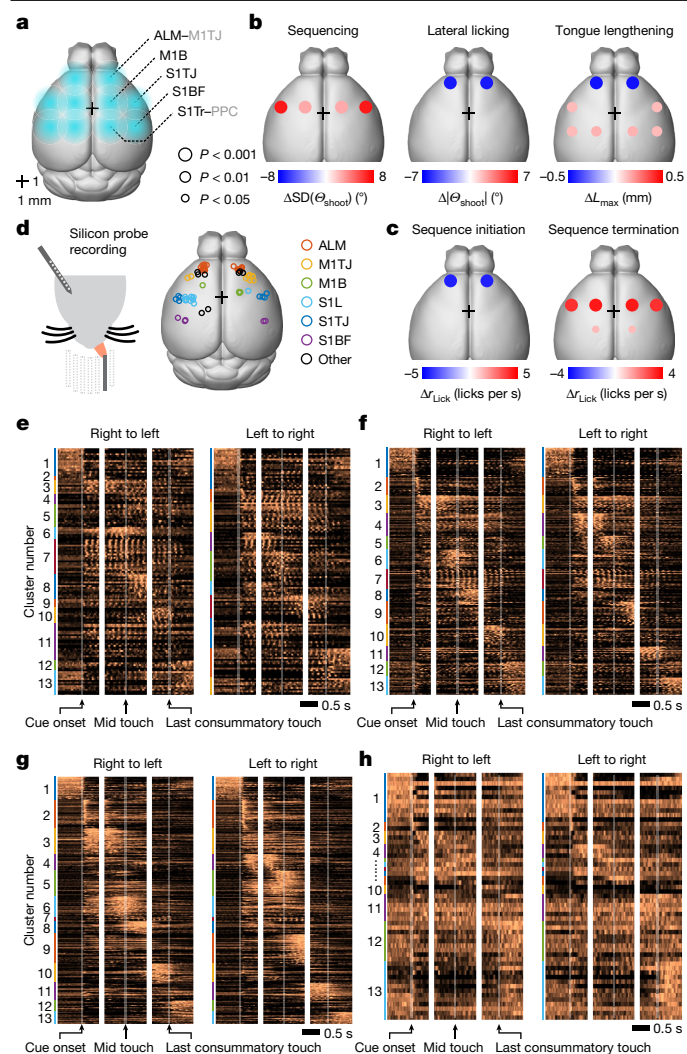 a
ALM–M1TJ
M1B
S1TJ
S1BF
S1Tr–PPC
1
1 mm
P < 0.001
P < 0.01
P < 0.05
b
Sequencing
Lateral licking
Tongue lengthening
−8
8
−7
7
−0.5
0.5
ΔSD(Θshoot) (°)
Δ|Θshoot| (°)
ΔLmax (mm)
c
Sequence initiation
Sequence termination
−5
5
−4
4
ΔrLick (licks per s)
ΔrLick (licks per s)
d
Silicon probe
recording
ALM
M1TJ
M1B
S1L
S1TJ
S1BF
Other
e
Right to left
Left to right
Cluster number
1
2
3
4
5
6
7
8
9
10
11
12
13
0.5 s
Cue onset
Mid touch
Last consummatory touch
f
Right to left
Left to right
1
2
3
4
5
6
7
8
9
10
11
12
13
0.5 s
Cue onset
Mid touch
Last consummatory touch
g
Right to left
Left to right
Cluster number
1
2
3
4
5
6
7
8
9
10
11
12
13
0.5 s
Cue onset
Mid touch
Last consummatory touch
h
Right to left
Left to right
1
2
3
4
10
11
12
13
0.5 s
Cue onset
Mid touch
Last consummatory touch